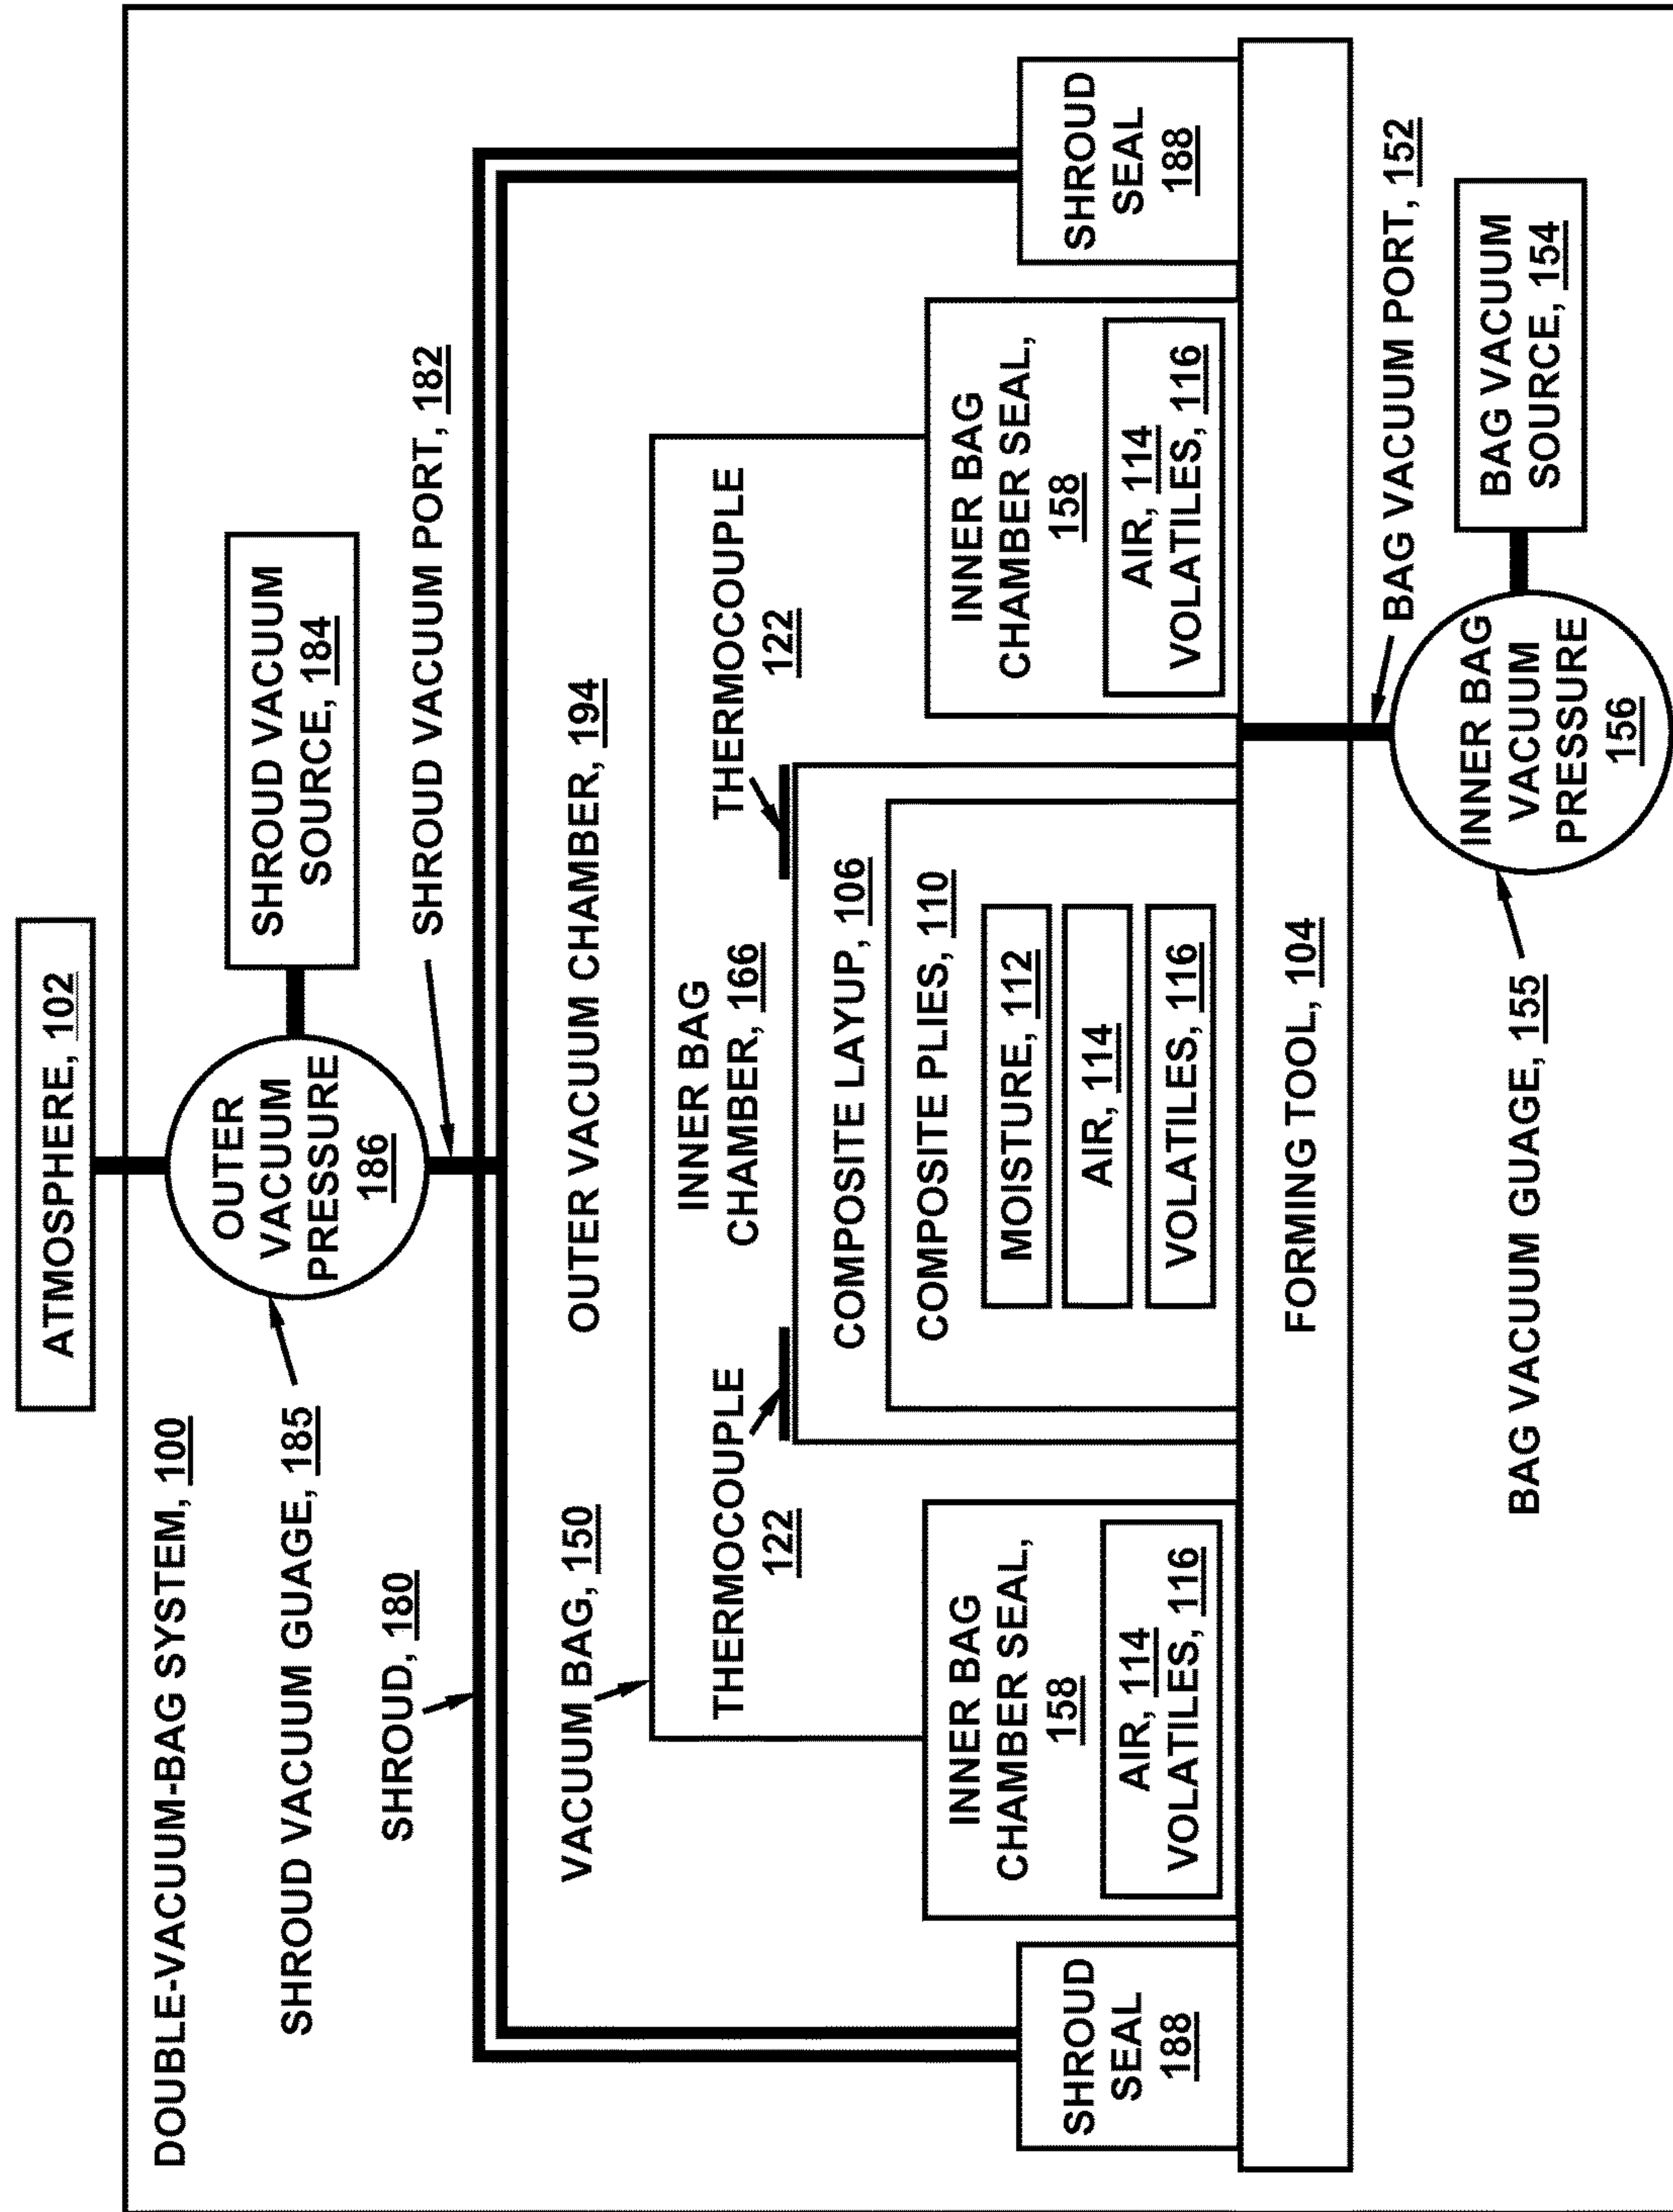 ATMOSPHERE, 102
DOUBLE-VACUUM-BAG SYSTEM, 100
OUTER
VACUUM
PRESSURE
186
SHROUD VACUUM
SOURCE, 184
SHROUD VACUUM GUAGE, 185
SHROUD, 180
SHROUD VACUUM PORT, 182
VACUUM BAG, 150
OUTER VACUUM CHAMBER, 194
INNER BAG
CHAMBER, 166
THERMOCOUPLE
122
THERMOCOUPLE
122
COMPOSITE LAYUP, 106
COMPOSITE PLIES, 110
MOISTURE, 112
AIR, 114
VOLATILES, 116
INNER BAG
CHAMBER SEAL,
158
AIR, 114
VOLATILES, 116
INNER BAG
CHAMBER SEAL,
158
AIR, 114
VOLATILES, 116
SHROUD
SEAL
188
SHROUD
SEAL
188
FORMING TOOL, 104
BAG VACUUM PORT, 152
BAG VACUUM GUAGE, 155
INNER BAG
VACUUM
PRESSURE
156
BAG VACUUM
SOURCE, 154